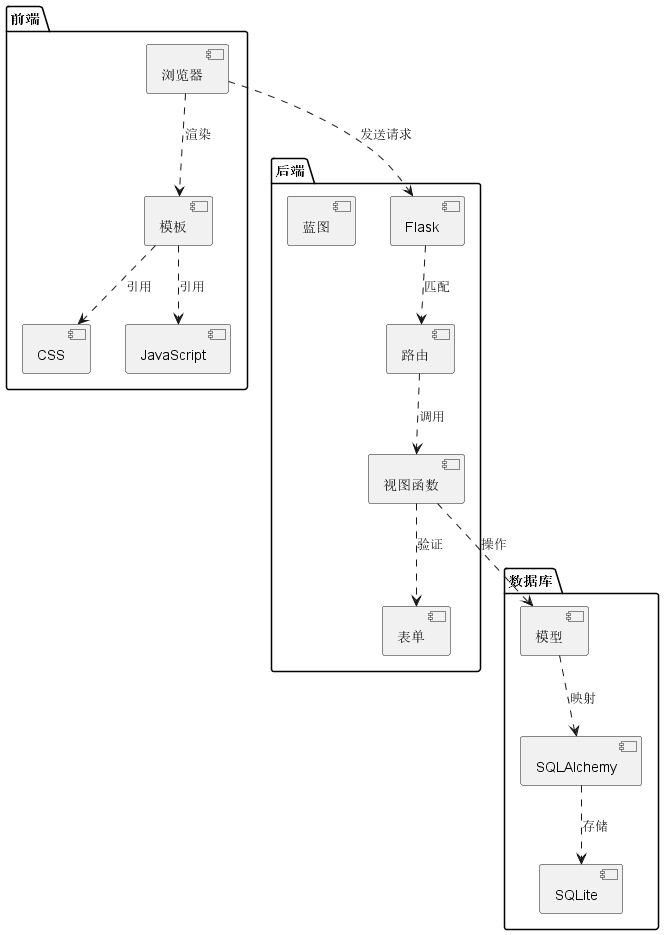 前端
浏览器
渲染
发送请求
模板
引用
引用
CSS
JavaScript
后端
蓝图
Flask
匹配
路由
调用
视图函数
验证
操作
表单
数据库
模型
映射
SQLAlchemy
存储
SQLite